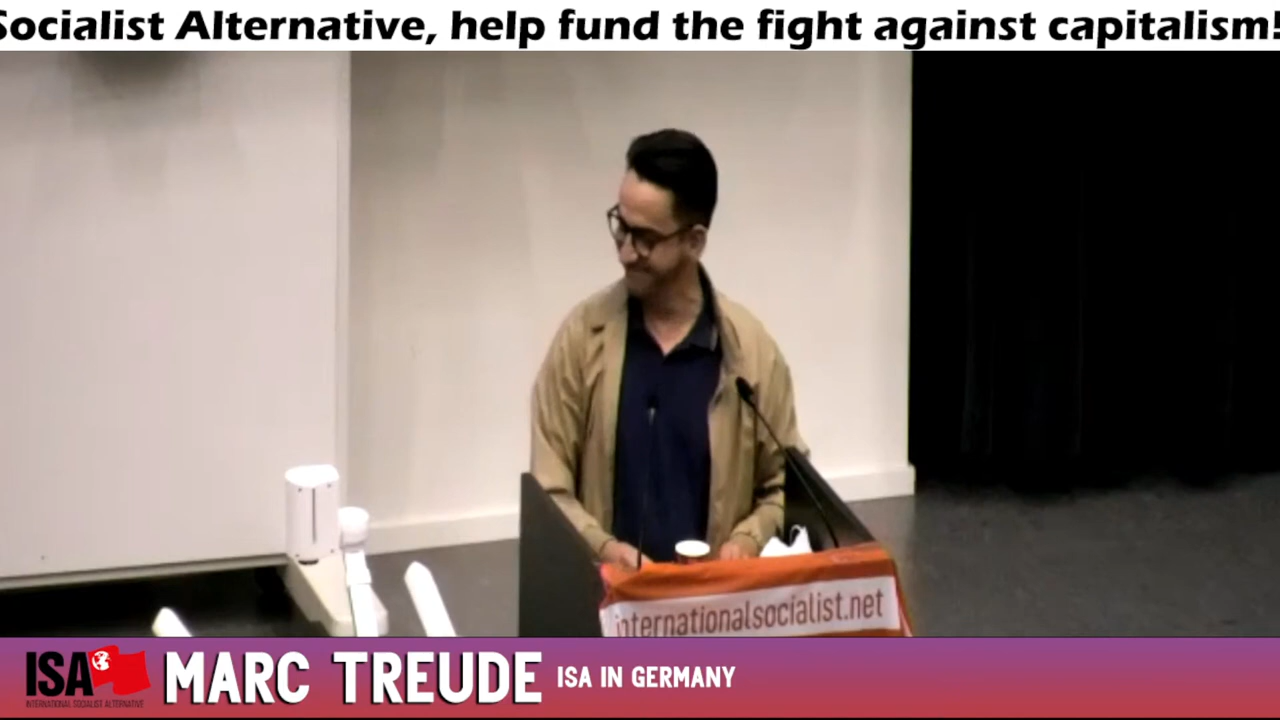 Socialist Alternative, help fund the fight against capitalism!
internationalsocialist.net
ISA
INTERNATIONAL SOCIALIST ALTERNATIVE
MARC TREUDE
ISA IN GERMANY